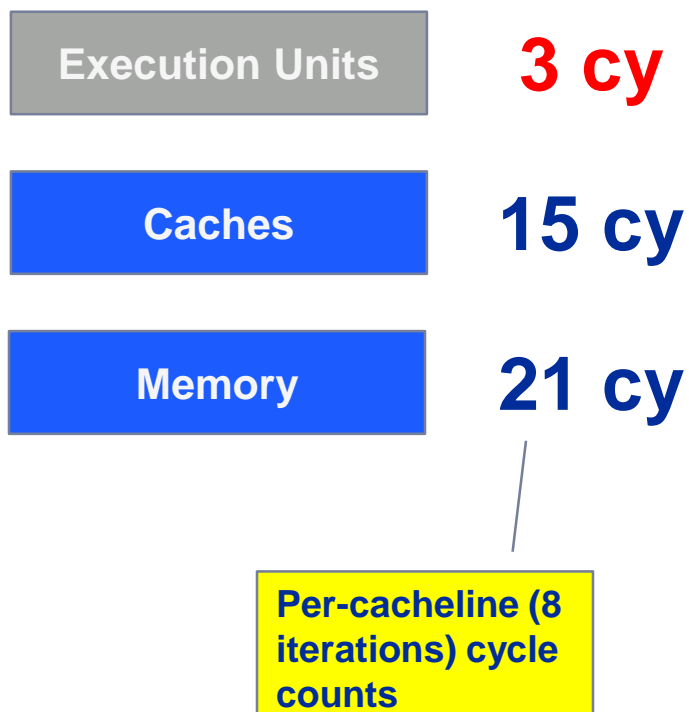 Execution Units
3 cy
Caches
15 cy
Memory
21 cy
Per-cacheline (8
iterations) cycle
counts